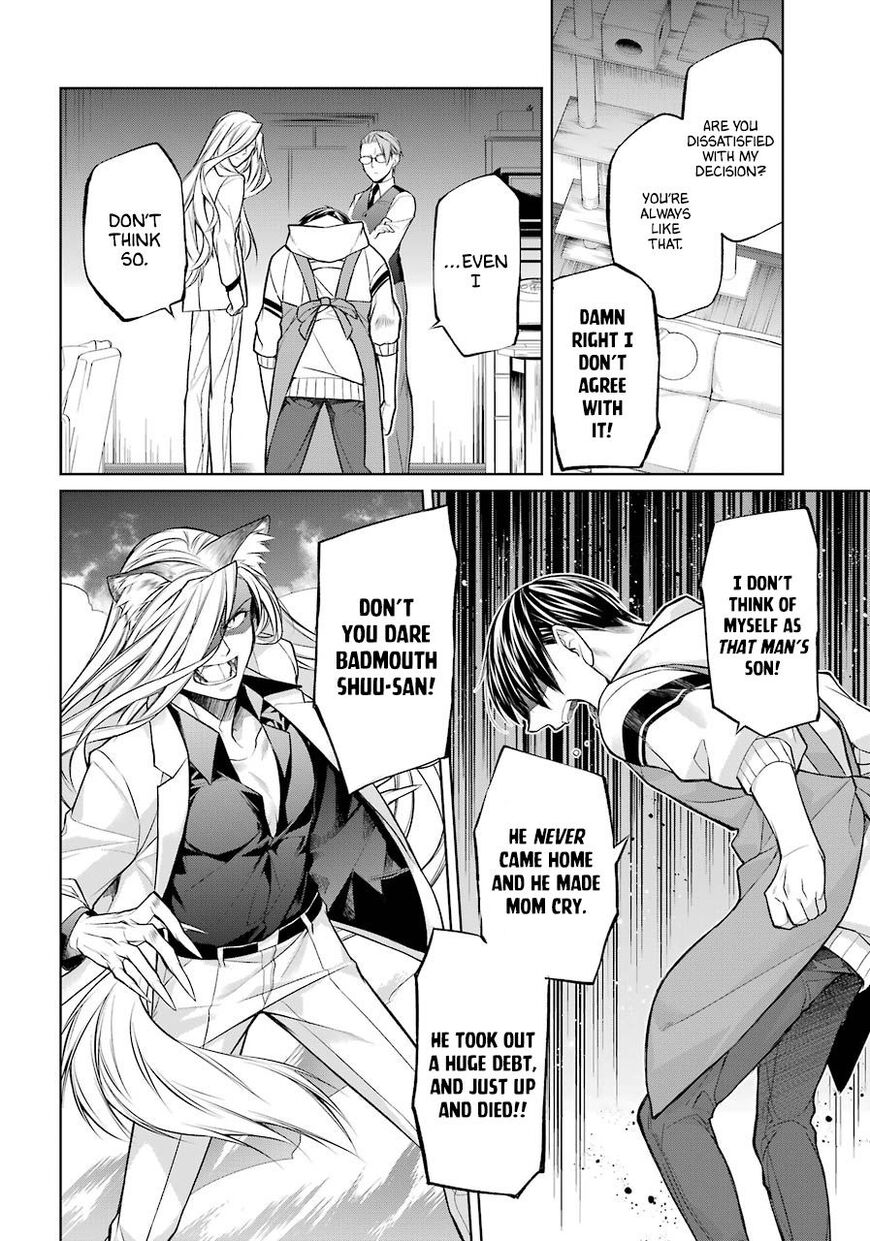 ARE YOU
DISSATISFIED
WITH MY
DECISION?
YOU'RE
ALWAYS
LIKE
THAT.
DAMN
RIGHT I
DON'T
AGREE
WITH
IT!
...EVEN
I
DON'T
THINK
SO.
I DON'T
THINK OF
MYSELF AS
THAT MAN'S
SON!
HE NEVER
CAME HOME
AND HE MADE
MOM CRY.
HE TOOK OUT
A HUGE DEBT,
AND JUST UP
AND DIED!!
DON'T
YOU DARE
BADMOUTH
SHUU-SAN!